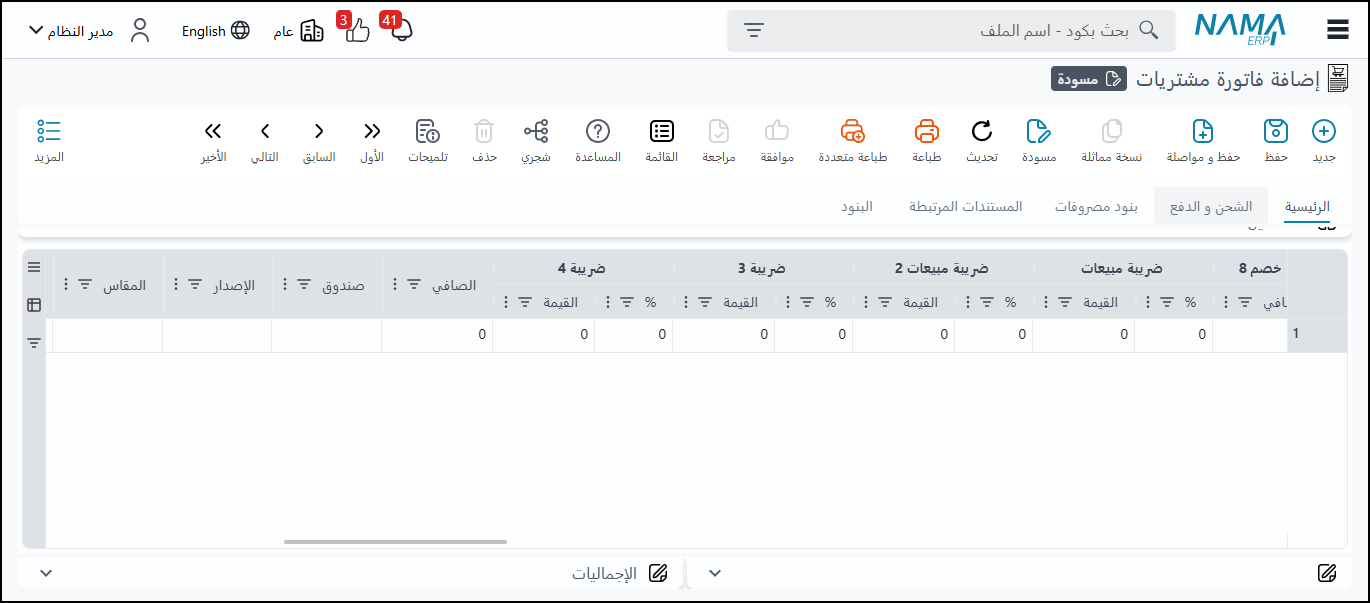 NAMA ERP
بحث بكود - اسم الملف
41
3
عام
English
مدير النظام
إضافة فاتورة مشتريات
مسودة
جديد
حفظ
حفظ و مواصلة
نسخة مماثلة
مسودة
تحديث
طباعة
طباعة متعددة
موافقة
مراجعة
القائمة
المساعدة
شجري
حذف
تلميحات
الأول
السابق
التالي
الأخير
المزيد
الرئيسية
الشحن و الدفع
بنود مصروفات
المستندات المرتبطة
البنود
خصم 8
ضريبة مبيعات
ضريبة مبيعات 2
ضريبة 3
ضريبة 4
الصافي
صندوق
الإصدار
المقاس
% القيمة % القيمة % القيمة % القيمة
1 0 0 0 0 0 0 0 0 0
الإجماليات